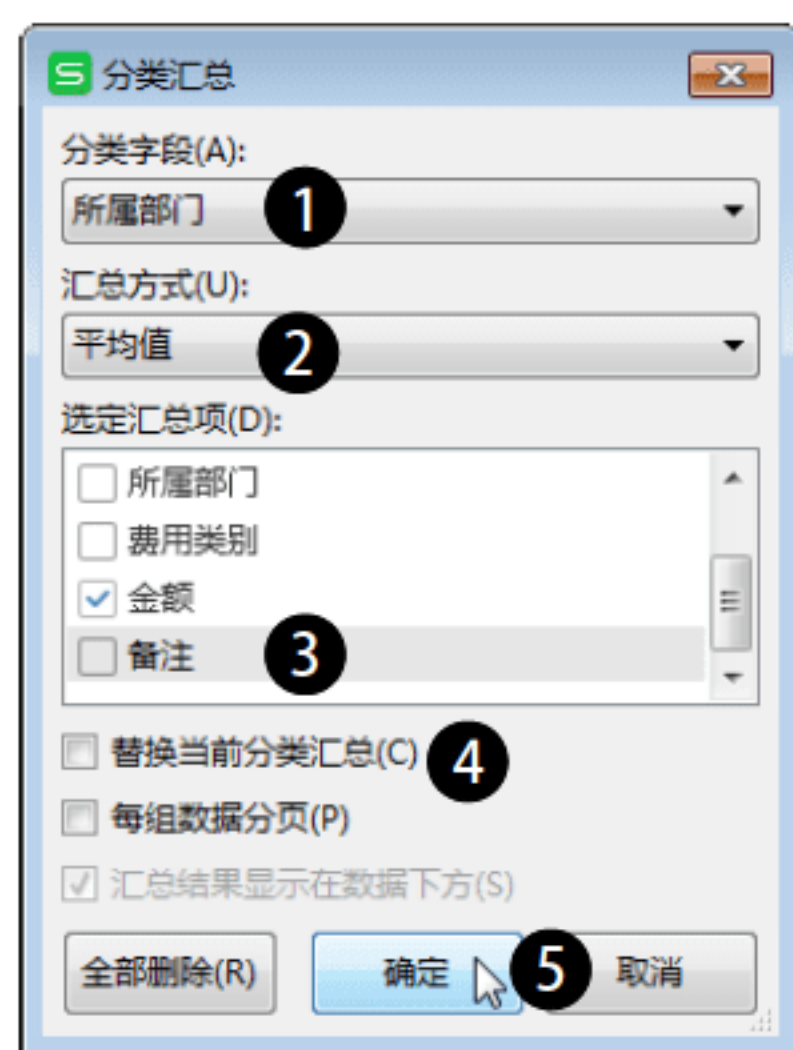 分类汇总
分类字段(A):
所属部门 1
汇总方式(U):
平均值 2
选定汇总项(D):
所属部门
费用类别
金额
备注 3
替换当前分类汇总(C) 4
每组数据分页(P)
汇总结果显示在数据下方(S)
全部删除(R) 确定 5 取消